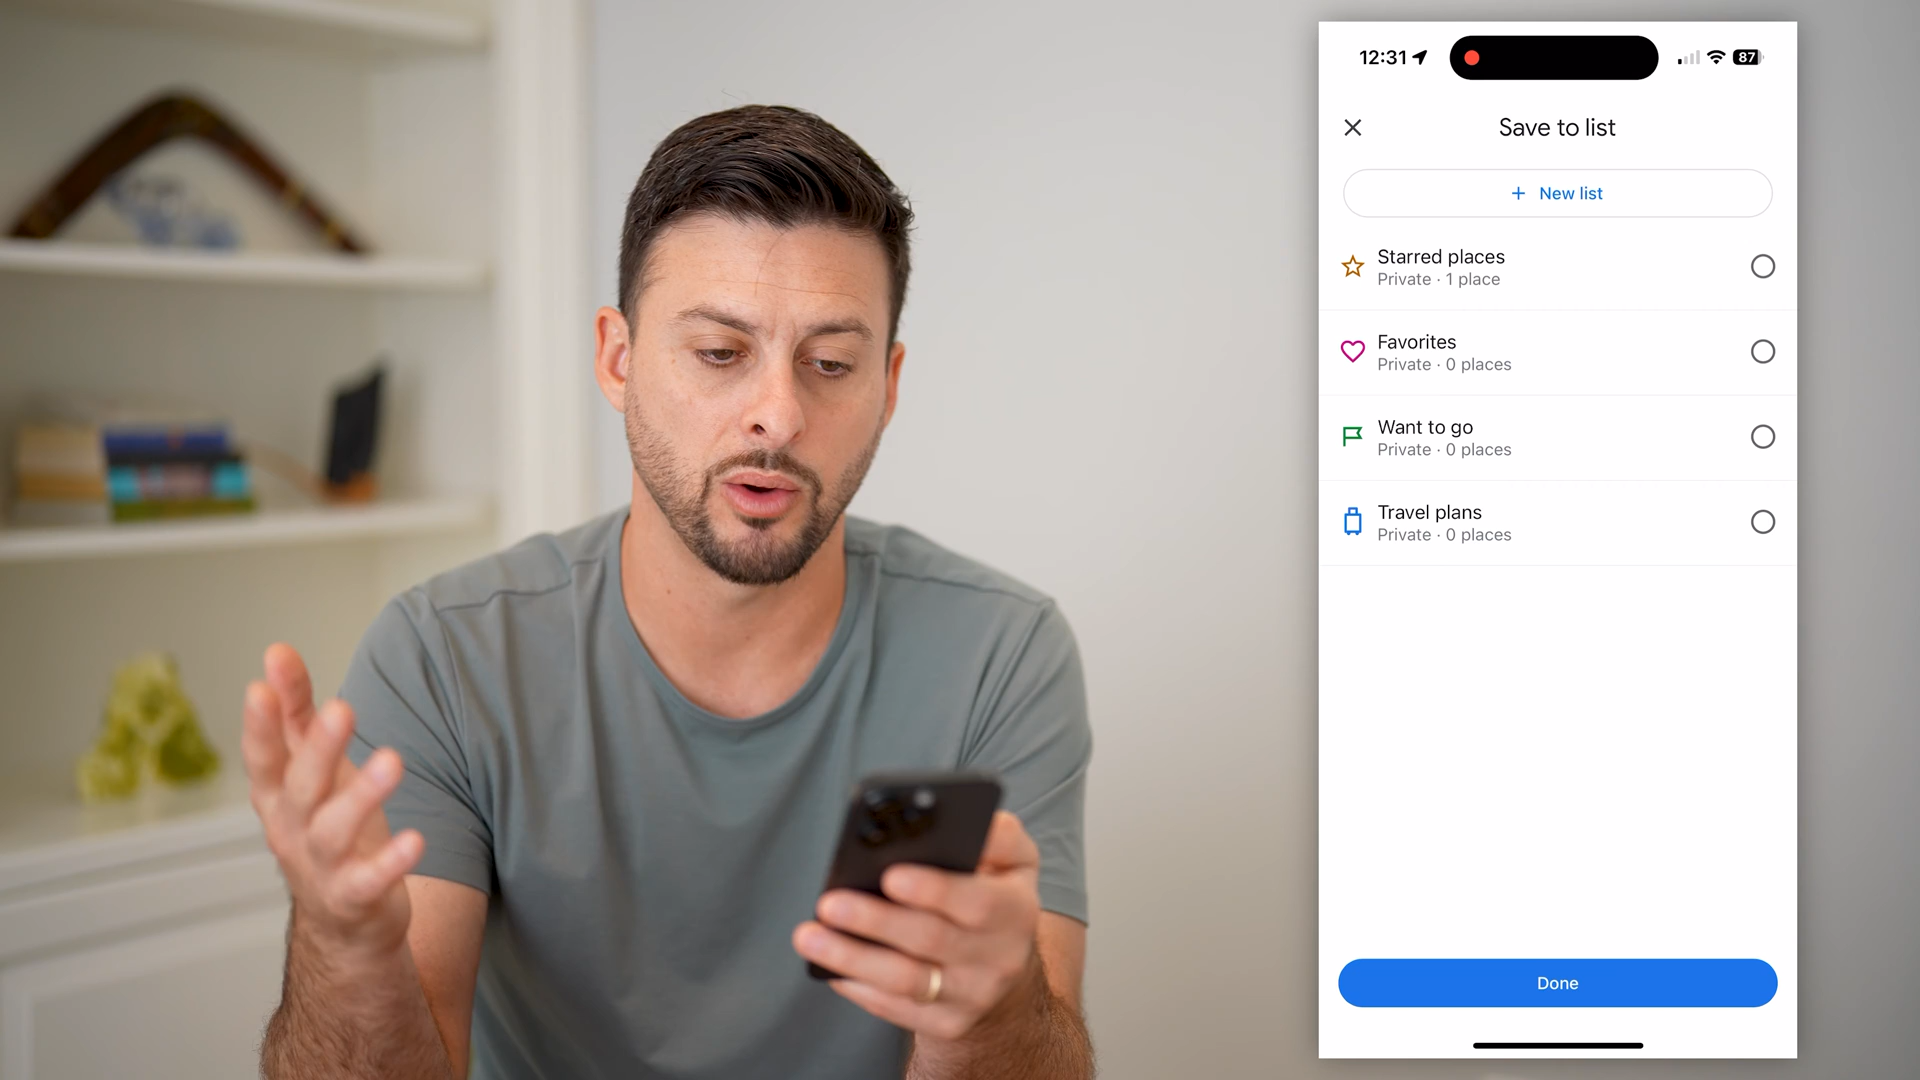 12:31
87
Save to list
+ New list
Starred places
Private · 1 place
Favorites
Private · 0 places
Want to go
Private · 0 places
Travel plans
Private · 0 places
Done